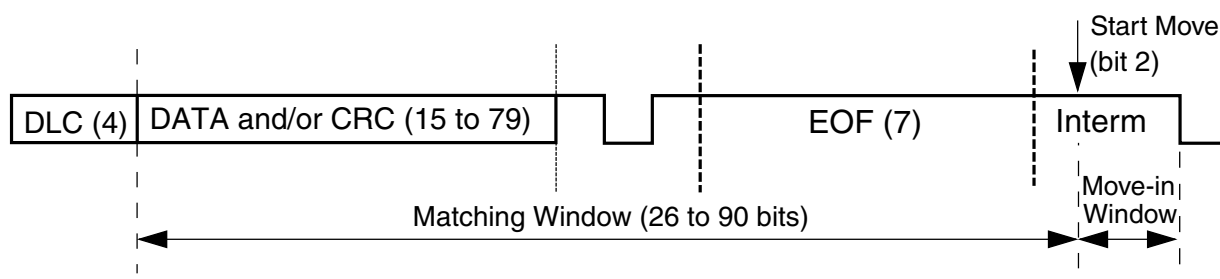 Start Move
(bit 2)
DLC (4) DATA and/or CRC (15 to 79) EOF (7) Interm
Matching Window (26 to 90 bits)
Move-in
Window